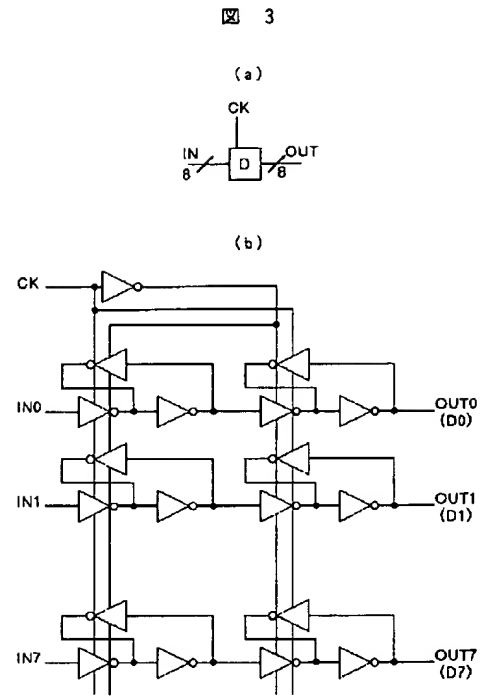 図 3
(a)
CK
IN
OUT
D
8
8
(b)
CK
IN0
OUT0
(D0)
IN1
OUT1
(D1)
IN7
OUT7
(D7)